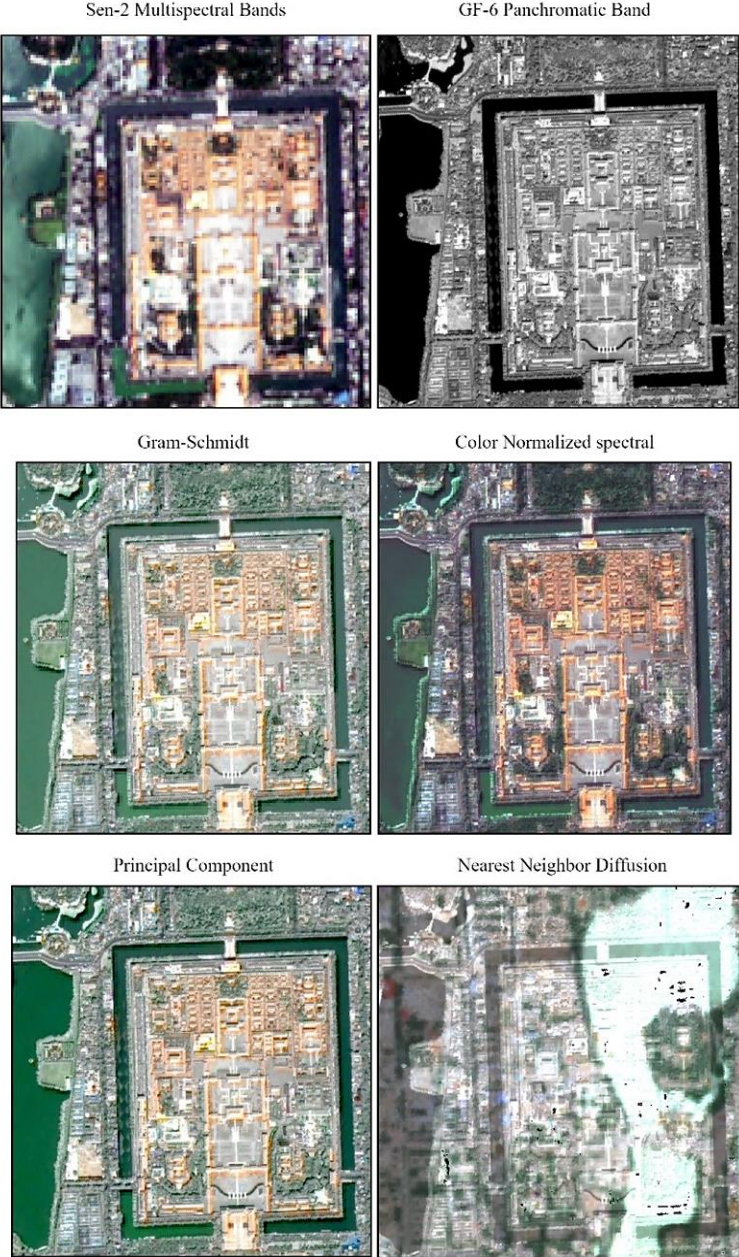 Sen-2 Multispectral Bands
GF-6 Panchromatic Band
Gram-Schmidt
Color Normalized spectral
Principal Component
Nearest Neighbor Diffusion